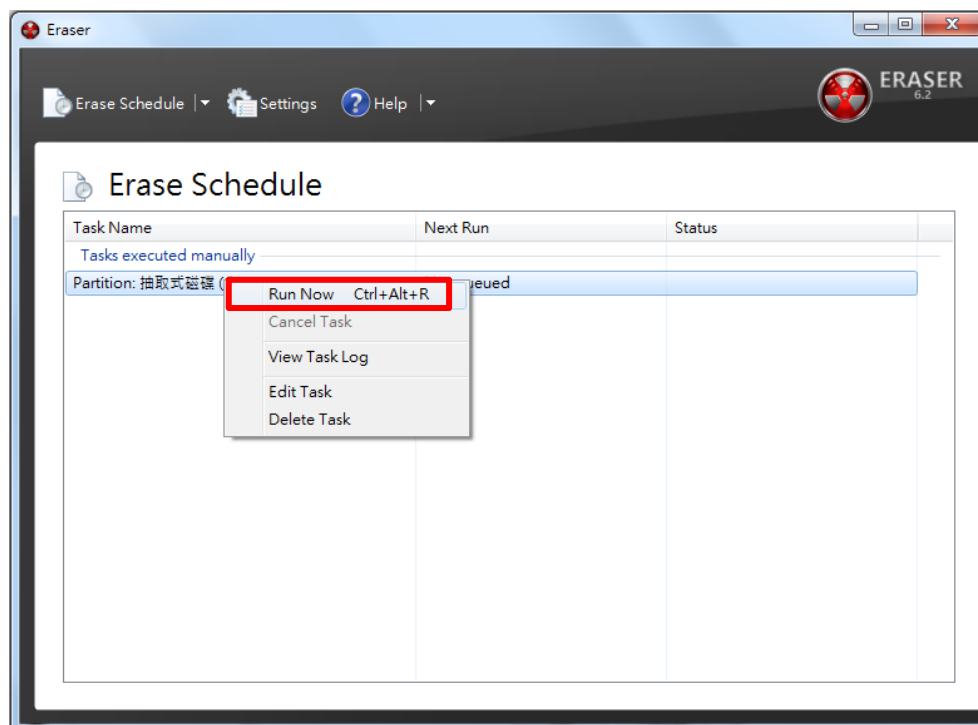 Eraser
Erase Schedule Settings Help
ERASER
6.2
Erase Schedule
Task Name Next Run Status
Tasks executed manually
Partition: 抽取式磁碟 (
Run Now Ctrl+Alt+R
Cancel Task
View Task Log
Edit Task
Delete Task